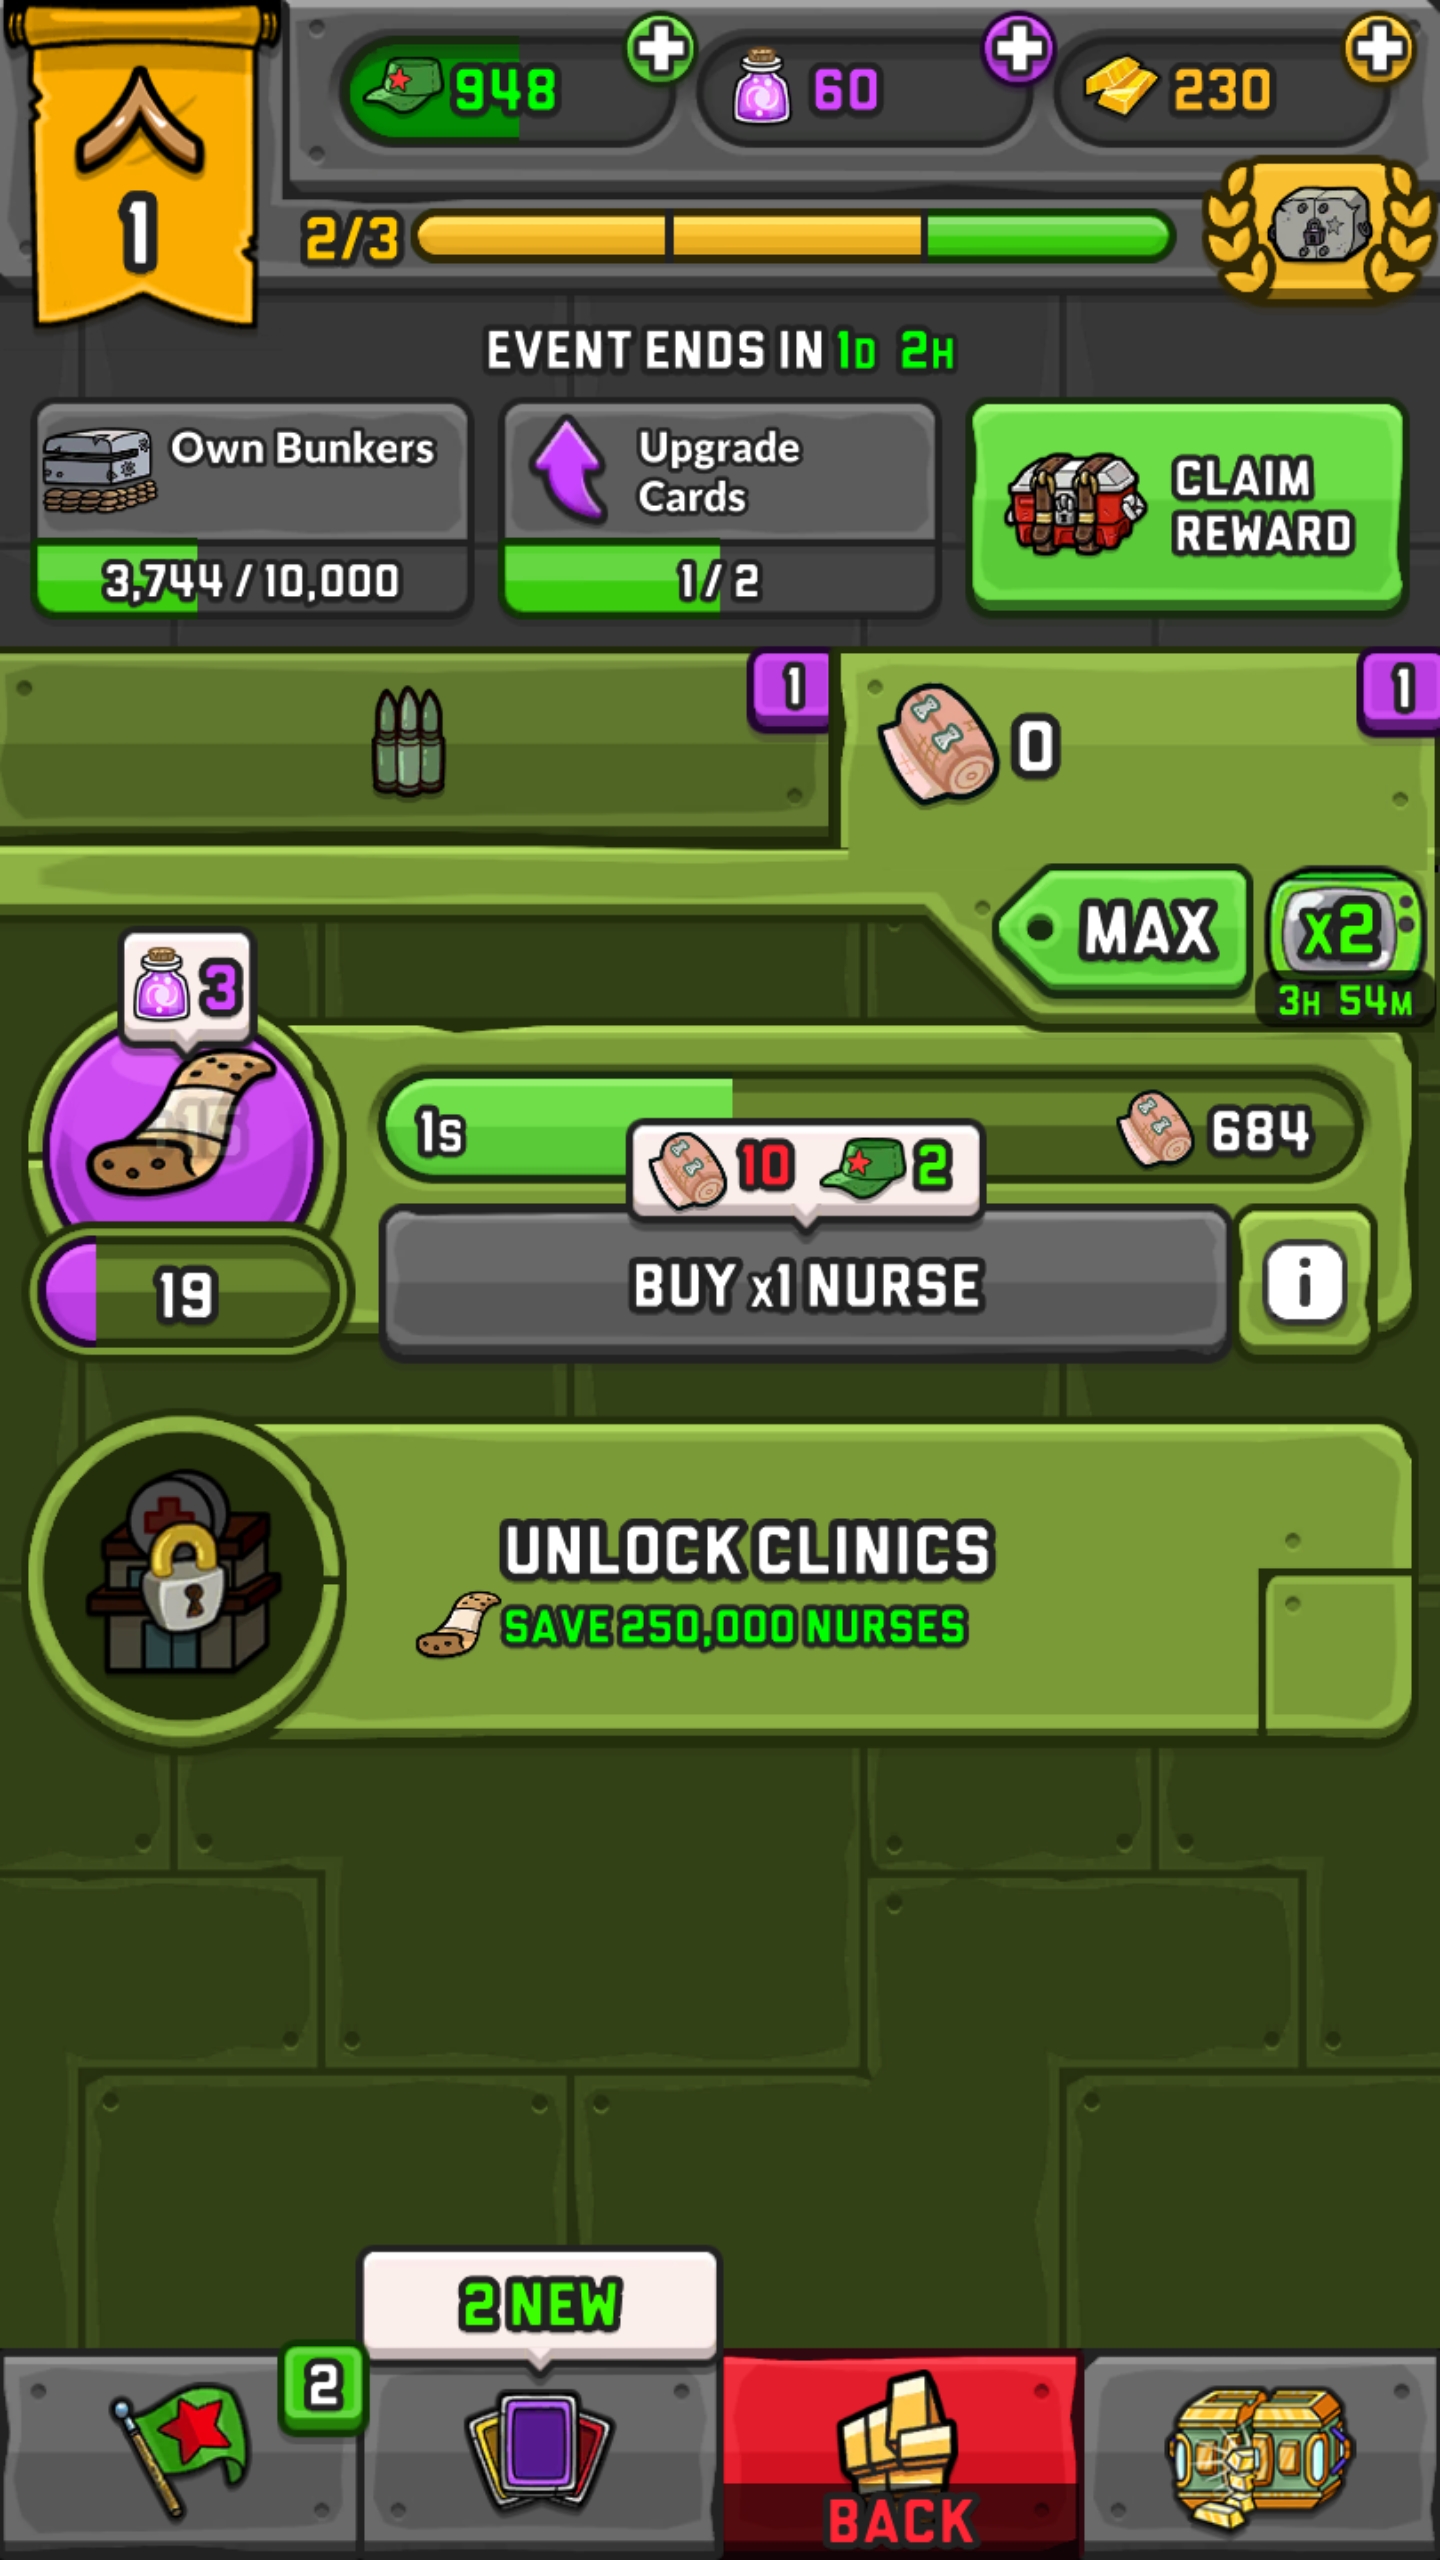 948
60
230
1
2/3
EVENT ENDS IN 1D 2H
Own Bunkers
3,744 / 10,000
Upgrade
Cards
1 / 2
CLAIM
REWARD
1
0
1
MAX
x2
3H 54M
3
1s
684
10
2
19
BUY x1 NURSE
i
UNLOCK CLINICS
SAVE 250,000 NURSES
2 NEW
2
BACK